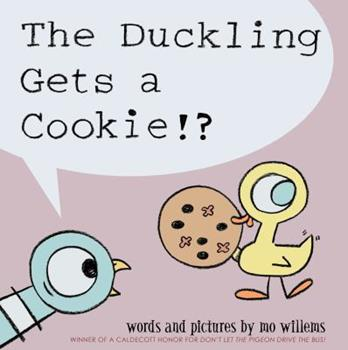 The Duckling
Gets a
Cookie!?
words and pictures by mo willems
WINNER OF A CALDECOTT HONOR FOR DON'T LET THE PIGEON DRIVE THE BUS!